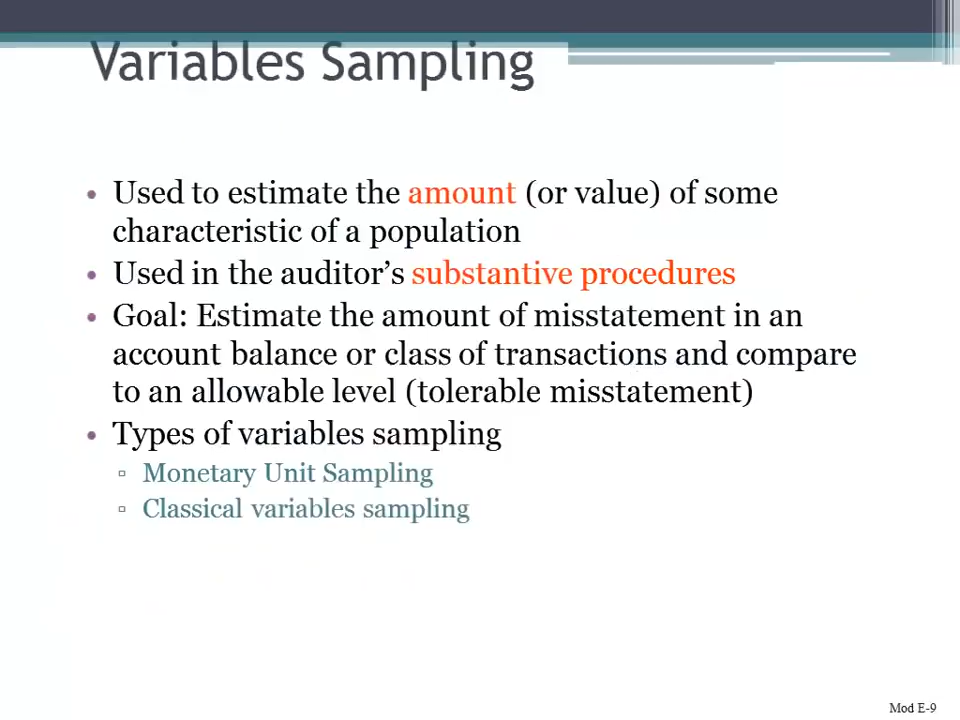 Variables Sampling
• Used to estimate the amount (or value) of some
characteristic of a population
• Used in the auditor’s substantive procedures
• Goal: Estimate the amount of misstatement in an
account balance or class of transactions and compare
to an allowable level (tolerable misstatement)
• Types of variables sampling
▫ Monetary Unit Sampling
▫ Classical variables sampling
Mod E-9